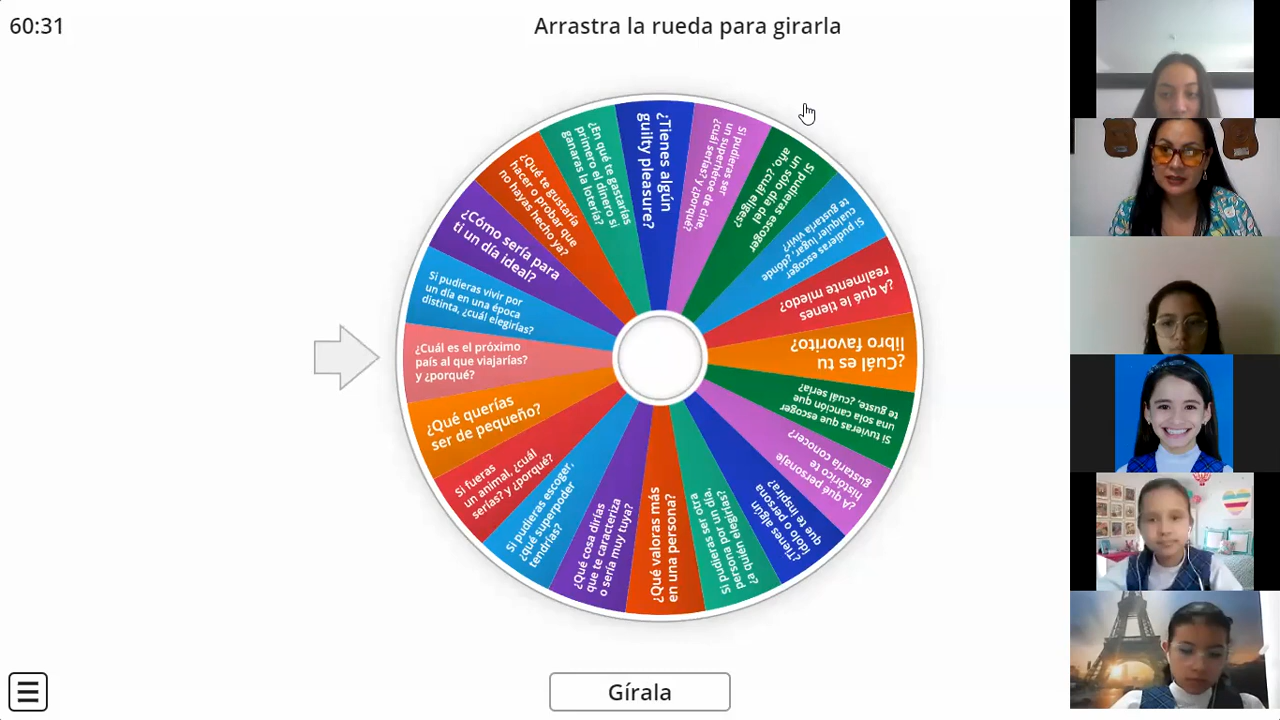 60:31
Arrastra la rueda para girarla
¿Tienes algún
guilty pleasure?
Si pudieras ser
un superhéroe de cine,
¿cuál serías? y ¿porqué?
Si pudieras escoger
un sólo día del
año, ¿cuál eliges?
Si pudieras escoger
cualquier lugar, ¿dónde
te gustaría vivir?
¿A qué le tienes
realmente miedo?
¿Cuál es tu
libro favorito?
Si tuvieras que escoger
una sola canción que
te guste, ¿cuál sería?
¿A qué personaje
histórico te
gustaría conocer?
¿Tienes algún
ídolo o persona
que te inspira?
Si pudieras ser otra
persona por un día,
¿a quién elegirías?
¿Qué valoras más
en una persona?
¿Qué cosa dirías
que te caracteriza
o sería muy tuya?
Si pudieras escoger,
¿qué superpoder
tendrías?
Si fueras
un animal, ¿cuál
serías? y ¿porqué?
¿Qué querías
ser de pequeño?
¿Cuál es el próximo
país al que viajarías?
y ¿porqué?
Si pudieras vivir por
un día en una época
distinta, ¿cuál elegirías?
¿Cómo sería para
ti un día ideal?
¿Qué te gustaría
hacer o probar que
no hayas hecho ya?
¿En qué te gastarías
primero el dinero si
ganaras la lotería?
Gírala